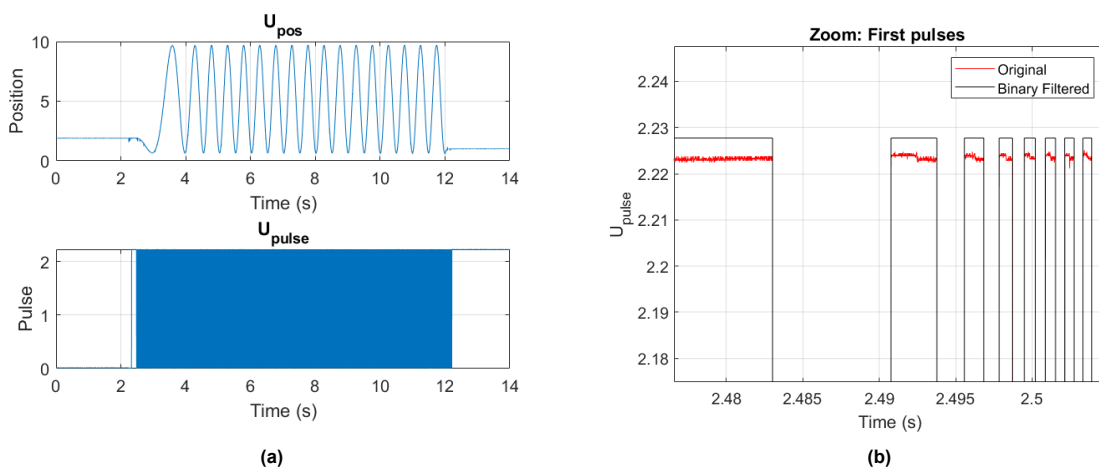 U_pos
10
5
0
Position
0 2 4 6 8 10 12 14
Time (s)
U_pulse
2
1
0
Pulse
0 2 4 6 8 10 12 14
Time (s)
(a)
Zoom: First pulses
Original
Binary Filtered
2.24
2.23
2.22
2.21
2.2
2.19
2.18
U_pulse
2.48 2.485 2.49 2.495 2.5
Time (s)
(b)